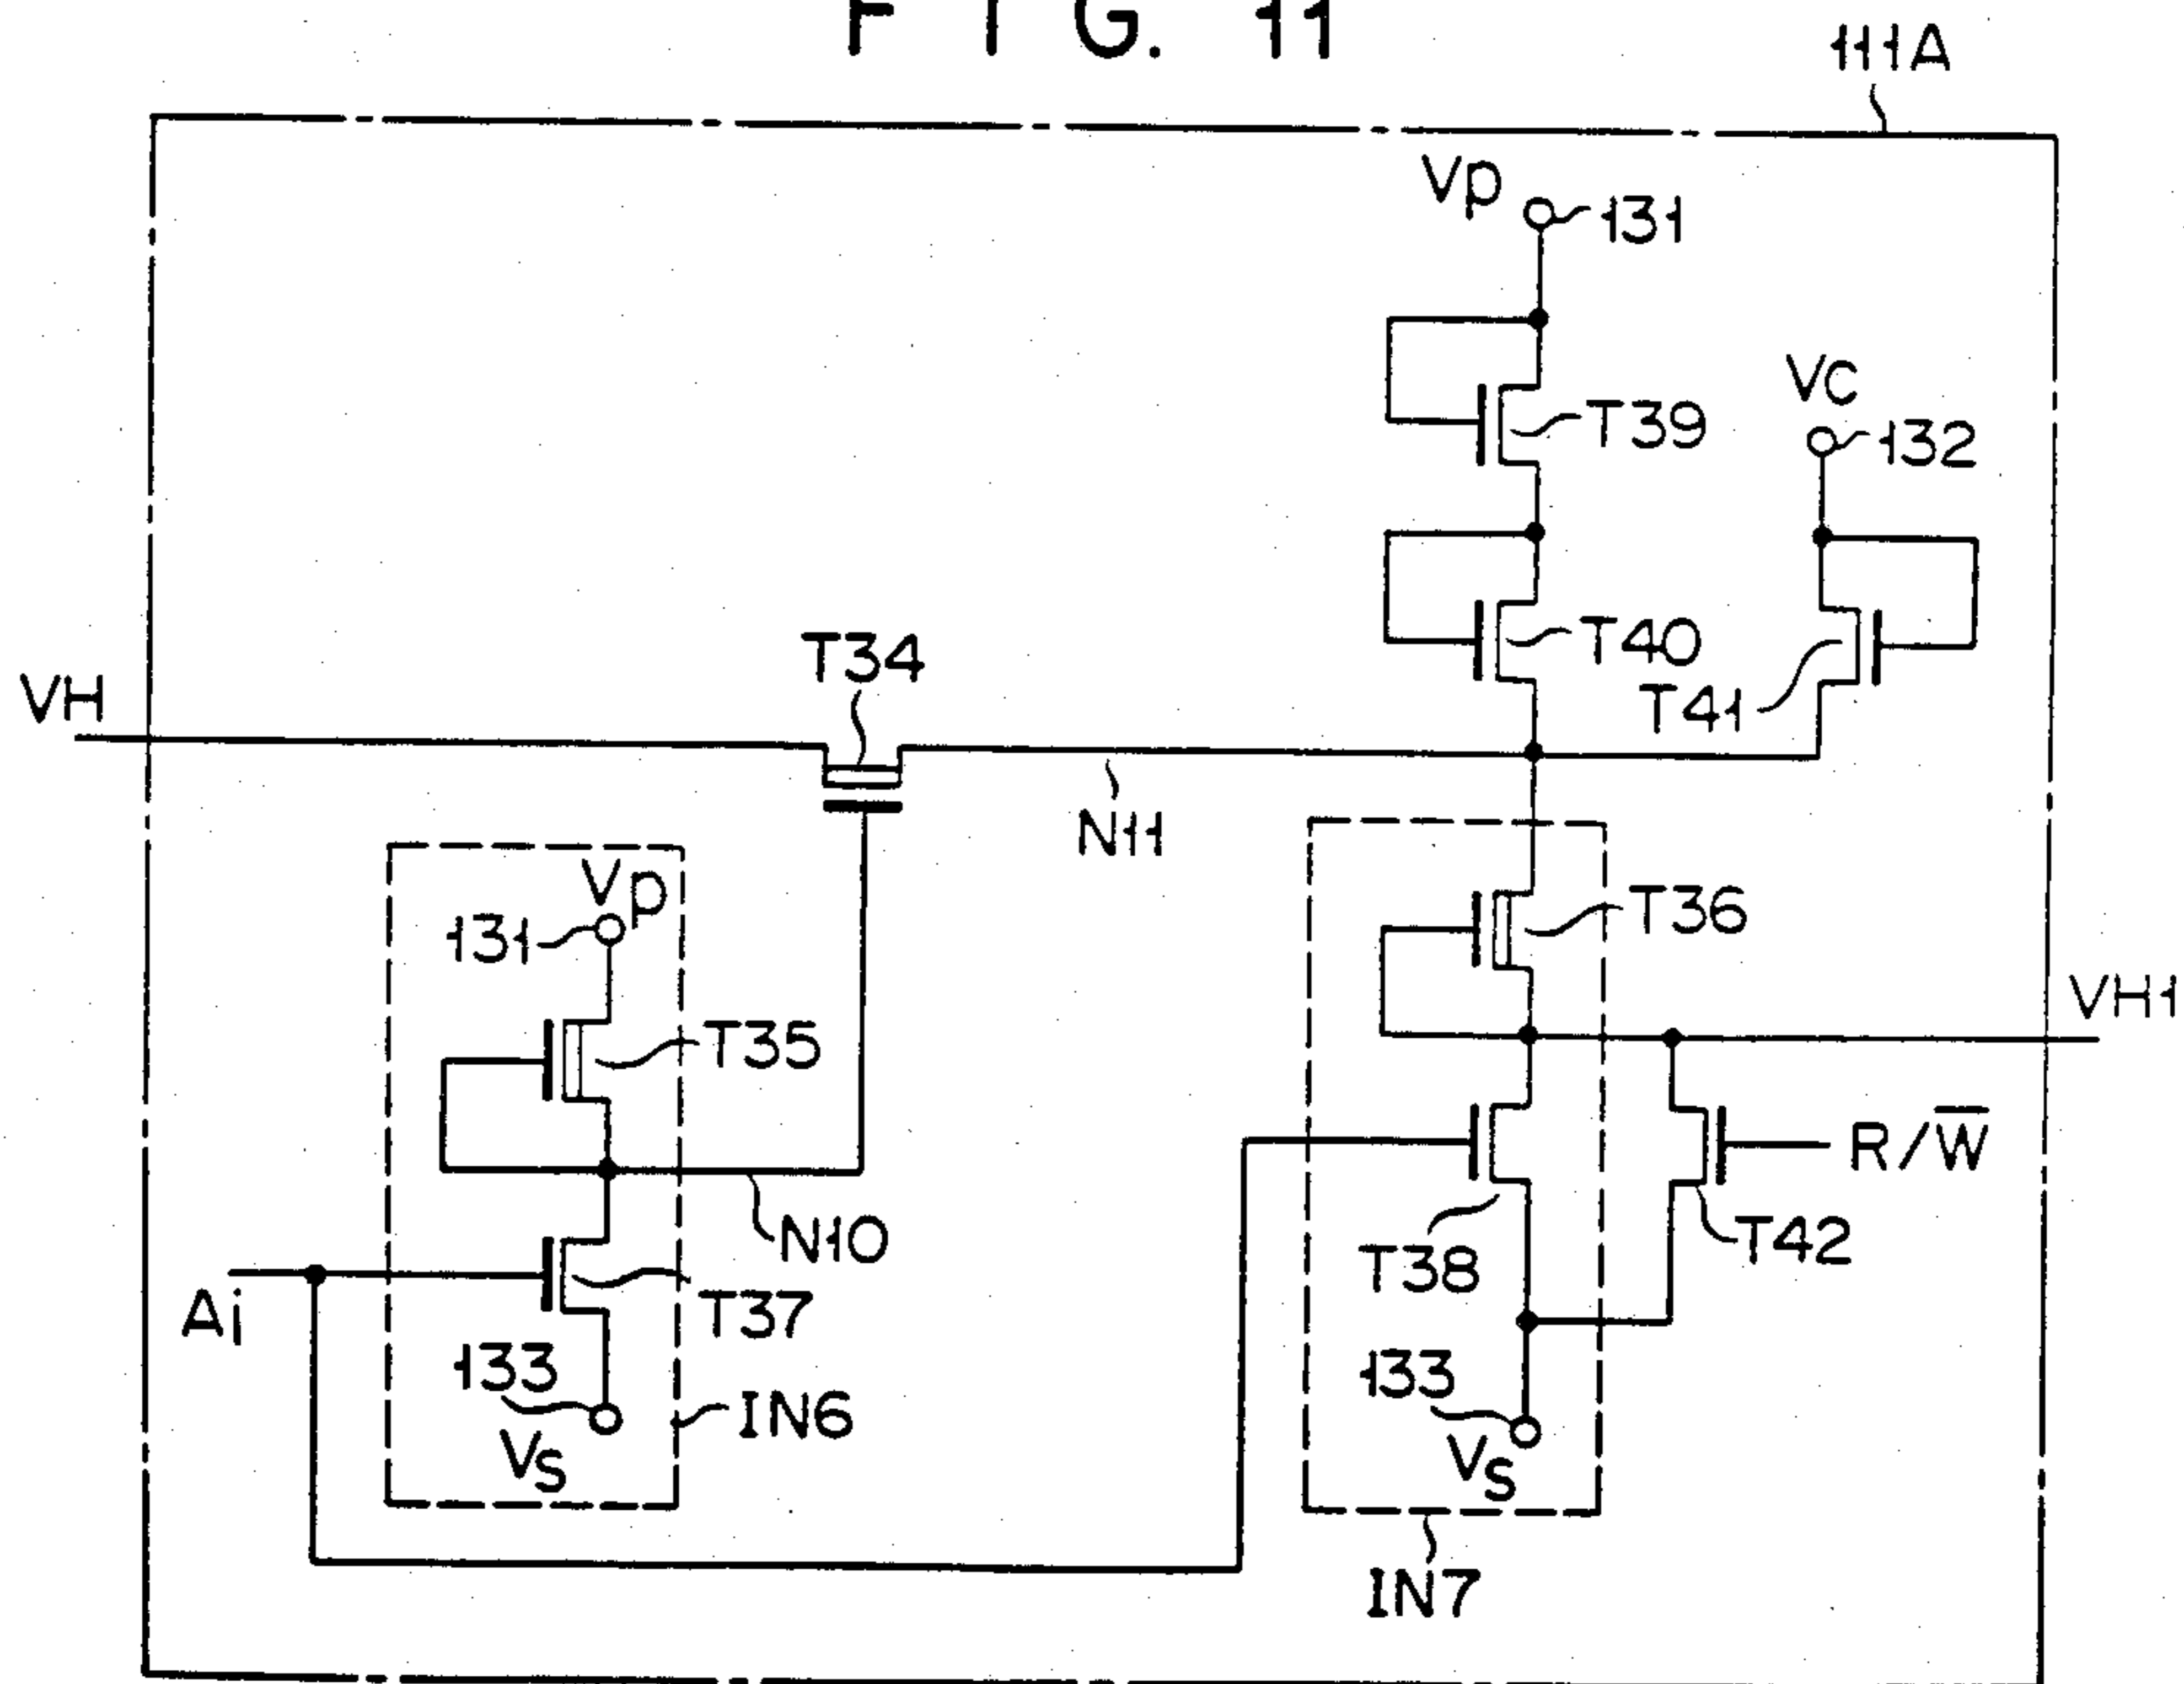 F I G. 11
111A
Vp
131
T39
Vc
132
T40
T41
T34
VH
N11
Vp
131
T36
T35
VH1
R/W̅
N10
T38
T42
Ai
T37
133
Vs
IN6
133
Vs
IN7